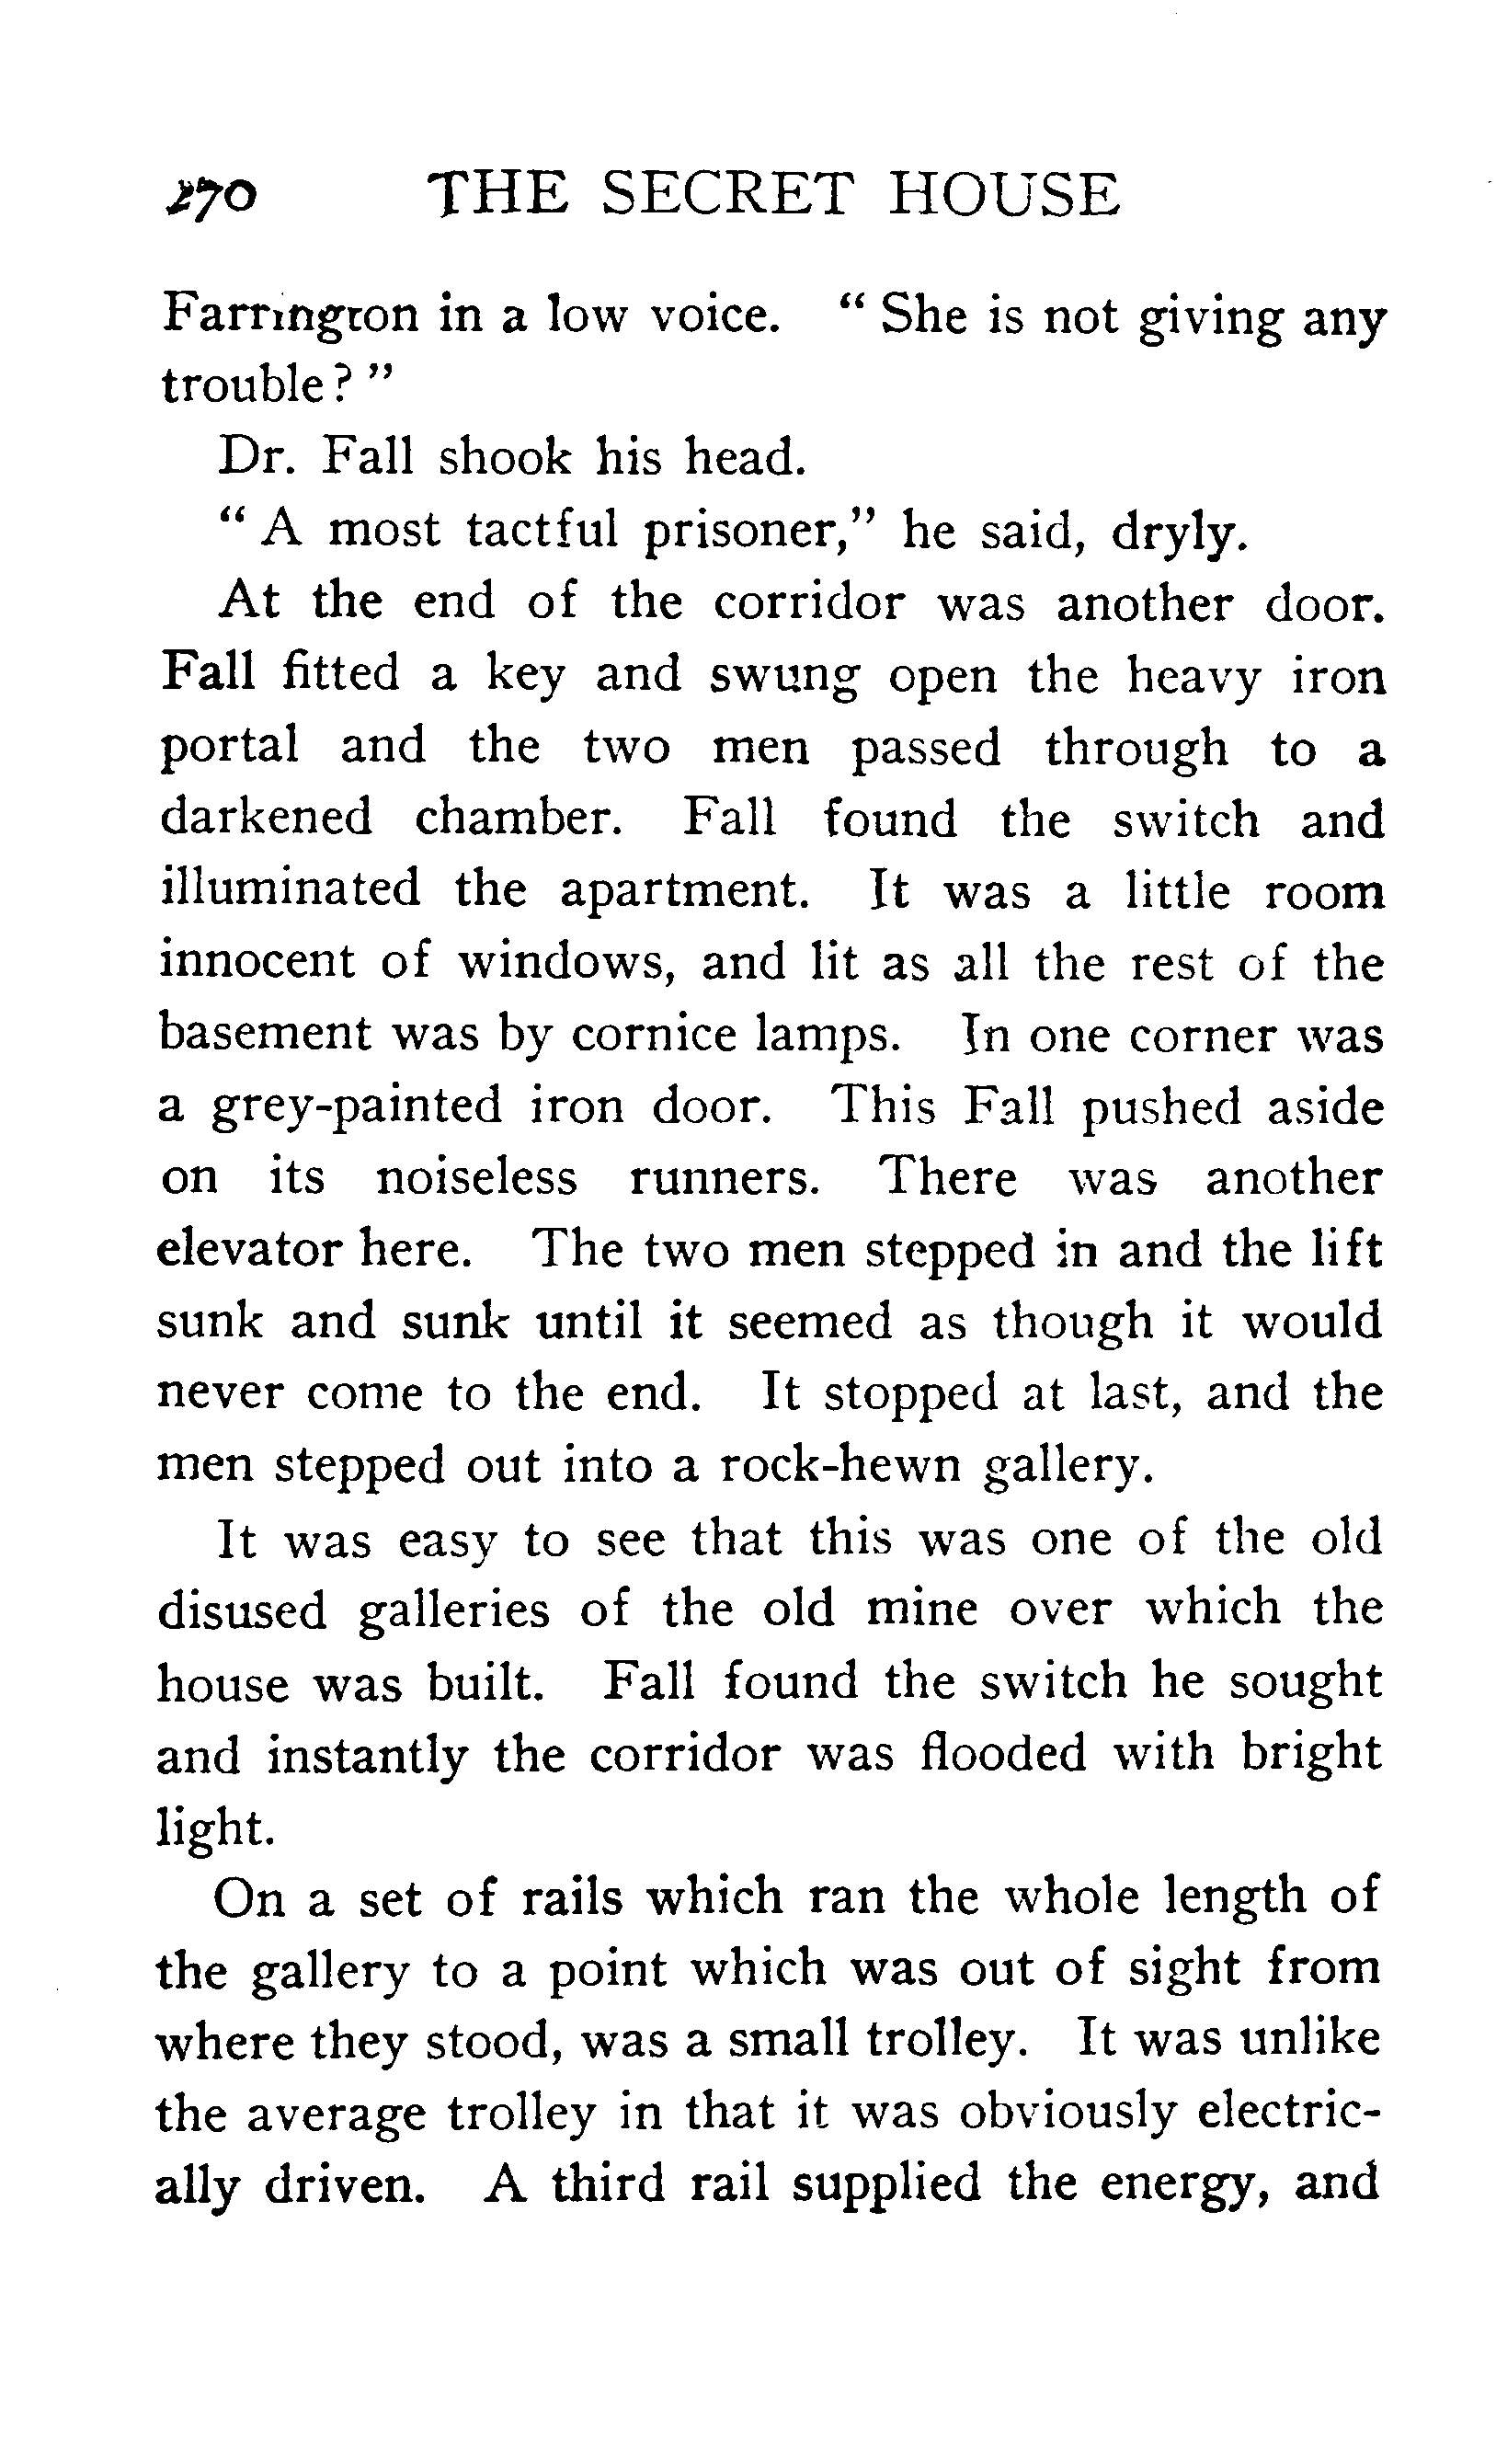 270 THE SECRET HOUSE
Farrington in a low voice. “ She is not giving any
trouble ? ”
Dr. Fall shook his head.
“ A most tactful prisoner,” he said, dryly.
At the end of the corridor was another door.
Fall fitted a key and swung open the heavy iron
portal and the two men passed through to a
darkened chamber. Fall found the switch and
illuminated the apartment. It was a little room
innocent of windows, and lit as all the rest of the
basement was by cornice lamps. In one corner was
a grey-painted iron door. This Fall pushed aside
on its noiseless runners. There was another
elevator here. The two men stepped in and the lift
sunk and sunk until it seemed as though it would
never come to the end. It stopped at last, and the
men stepped out into a rock-hewn gallery.
It was easy to see that this was one of the old
disused galleries of the old mine over which the
house was built. Fall found the switch he sought
and instantly the corridor was flooded with bright
light.
On a set of rails which ran the whole length of
the gallery to a point which was out of sight from
where they stood, was a small trolley. It was unlike
the average trolley in that it was obviously electric-
ally driven. A third rail supplied the energy, and